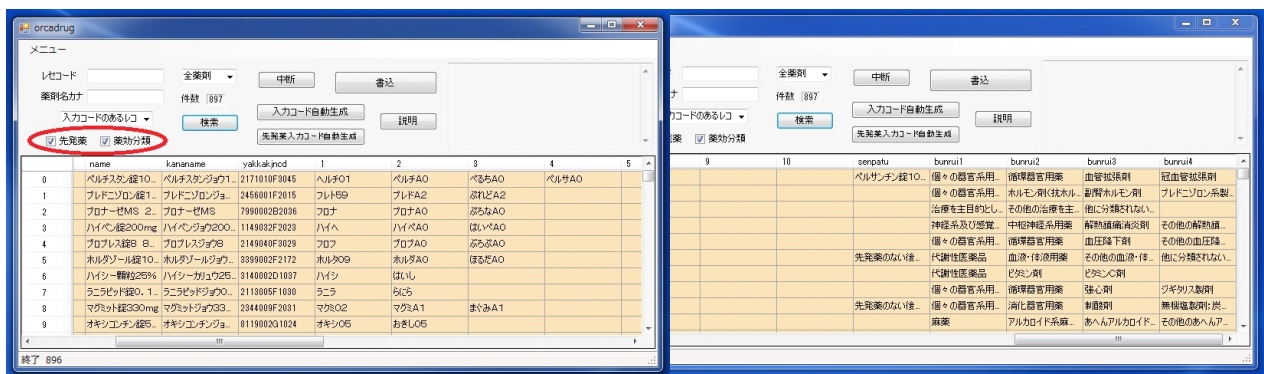 orcadrug
メニュー
レセコード 全薬剤 中断 書込
薬剤名カナ 件数 897
入力コードのあるレコ 検索 入力コード自動生成 説明
先発薬 薬効分類 先発薬入力コード自動生成
name kananame yakkakjncd 1 2 3 4 5
0 ペルチスタン錠10... ペルチスタンジョウ1... 2171010F3045 ヘルチ01 ペルチA0 ぺるちA0 ペルサA0
1 プレドニゾロン錠1... プレドニゾロンジョ... 2456001F2015 フレト59 プレドA2 ぷれどA2
2 ブロナーゼMS 2... ブロナーゼMS 7990002B2036 フロナ ブロナA0 ぶろなA0
3 ハイペン錠200mg ハイペンジョウ200... 1149032F2023 ハイヘ ハイペA0 はいぺA0
4 ブロプレス錠8 8... ブロプレスジョウ8 2149040F3029 フロフ ブロプA0 ぶろぷA0
5 ホルダゾール錠10... ホルダゾールジョウ... 3399002F2172 ホルタ09 ホルダA0 ほるだA0
6 ハイシー顆粒25% ハイシーカリュウ25... 3140002D1037 ハイシ はいし
7 ラニラピッド錠0.1... ラニラピッドジョウ0... 2113005F1030 ラニラ らにら
8 マグミット錠330mg マグミットジョウ33... 2344009F2031 マクミ02 マグミA1 まぐみA1
9 オキシコンチン錠5... オキシコンチンジョ... 8119002G1024 オキシ05 おきし05
終了 896
全薬剤 中断 書込
件数 897
力コードのあるレコ 検索 入力コード自動生成 説明
薬効分類 先発薬入力コード自動生成
9 10 senpatu bunrui1 bunrui2 bunrui3 bunrui4
ペルサンチン錠10... 個々の器官系用... 循環器官用薬 血管拡張剤 冠血管拡張剤
個々の器官系用... ホルモン剤(抗ホル... 副腎ホルモン剤 プレドニゾロン系製...
治療を主目的とし... その他の治療を主... 他に分類されない...
神経系及び感覚... 中枢神経系用薬 解熱鎮痛消炎剤 その他の解熱鎮...
個々の器官系用... 循環器官用薬 血圧降下剤 その他の血圧降...
先発薬のない後... 代謝性医薬品 血液・体液用薬 その他の血液・体... 他に分類されない...
代謝性医薬品 ビタミン剤 ビタミンC剤
個々の器官系用... 循環器官用薬 強心剤 ジギタリス製剤
先発薬のない後... 個々の器官系用... 消化器官用薬 制酸剤 無機塩製剤;炭...
麻薬 アルカロイド系麻... あへんアルカロイド... その他のあへんア...